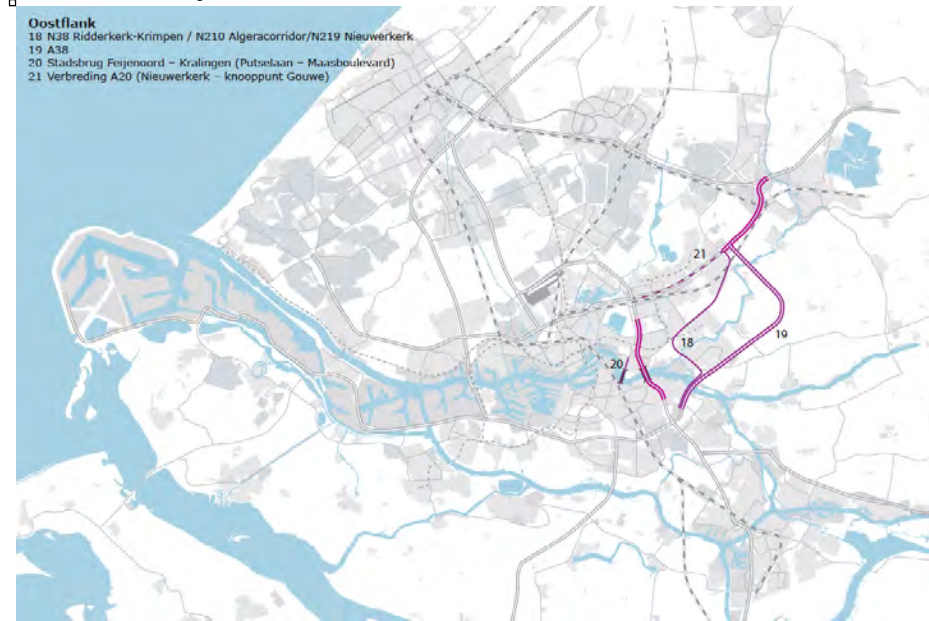 Oostflank
18 N38 Ridderkerk-Krimpen / N210 Algeracorridor/N219 Nieuwerkerk
19 A38
20 Stadsbrug Feijenoord – Kralingen (Putselaan – Maasboulevard)
21 Verbreding A20 (Nieuwerkerk – knooppunt Gouwe)
21
19
18
20